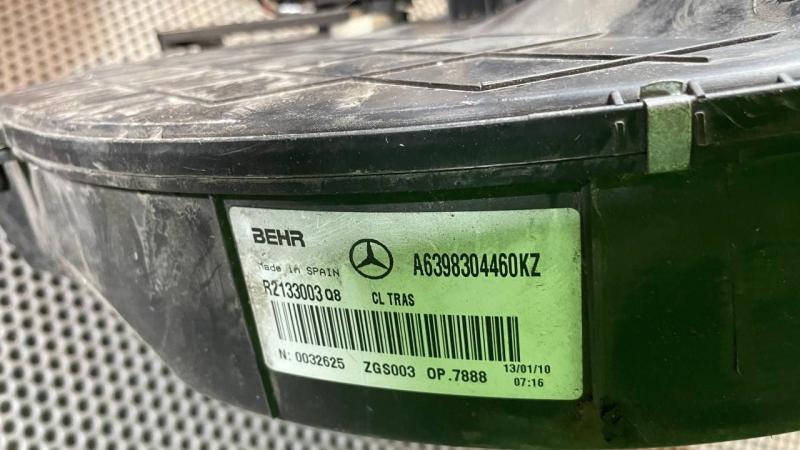 BEHR
A6398304460KZ
Made in SPAIN
R2133003 Q8 CL TRAS
N: 0032625 ZGS003 OP.7888 13/01/10
07:16